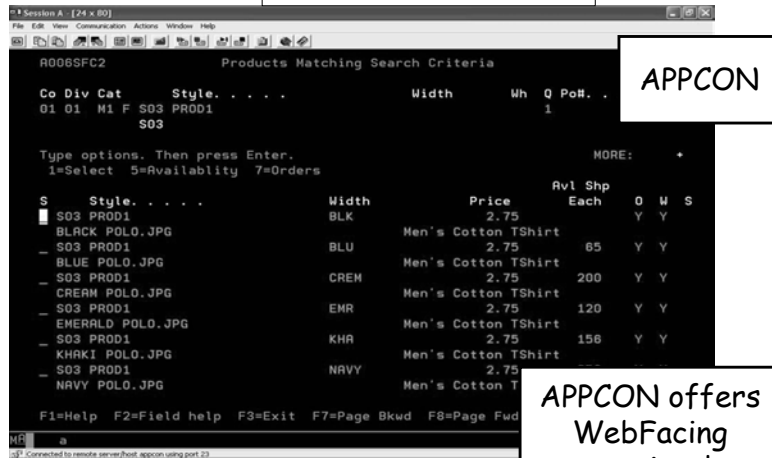 Session A - [24 x 80]
File Edit View Communication Actions Window Help
A006SFC2 Products Matching Search Criteria
APPCON
Co Div Cat Style. . . . . Width Wh Q Po#. .
01 01 M1 F S03 PROD1 1
S03
Type options. Then press Enter. MORE: +
1=Select 5=Availablity 7=Orders
Avl Shp
S Style. . . . . Width Price Each O W S
S03 PROD1 BLK 2.75 Y Y
BLACK POLO.JPG Men's Cotton TShirt
_ S03 PROD1 BLU 2.75 65 Y Y
BLUE POLO.JPG Men's Cotton TShirt
_ S03 PROD1 CREM 2.75 200 Y Y
CREAM POLO.JPG Men's Cotton TShirt
_ S03 PROD1 EMR 2.75 120 Y Y
EMERALD POLO.JPG Men's Cotton TShirt
_ S03 PROD1 KHA 2.75 156 Y Y
KHAKI POLO.JPG Men's Cotton TShirt
_ S03 PROD1 NAVY 2.75
NAVY POLO.JPG Men's Cotton T
APPCON offers
WebFacing
F1=Help F2=Field help F3=Exit F7=Page Bkwd F8=Page Fwd
MA a
Connected to remote server/host appcon using port 23